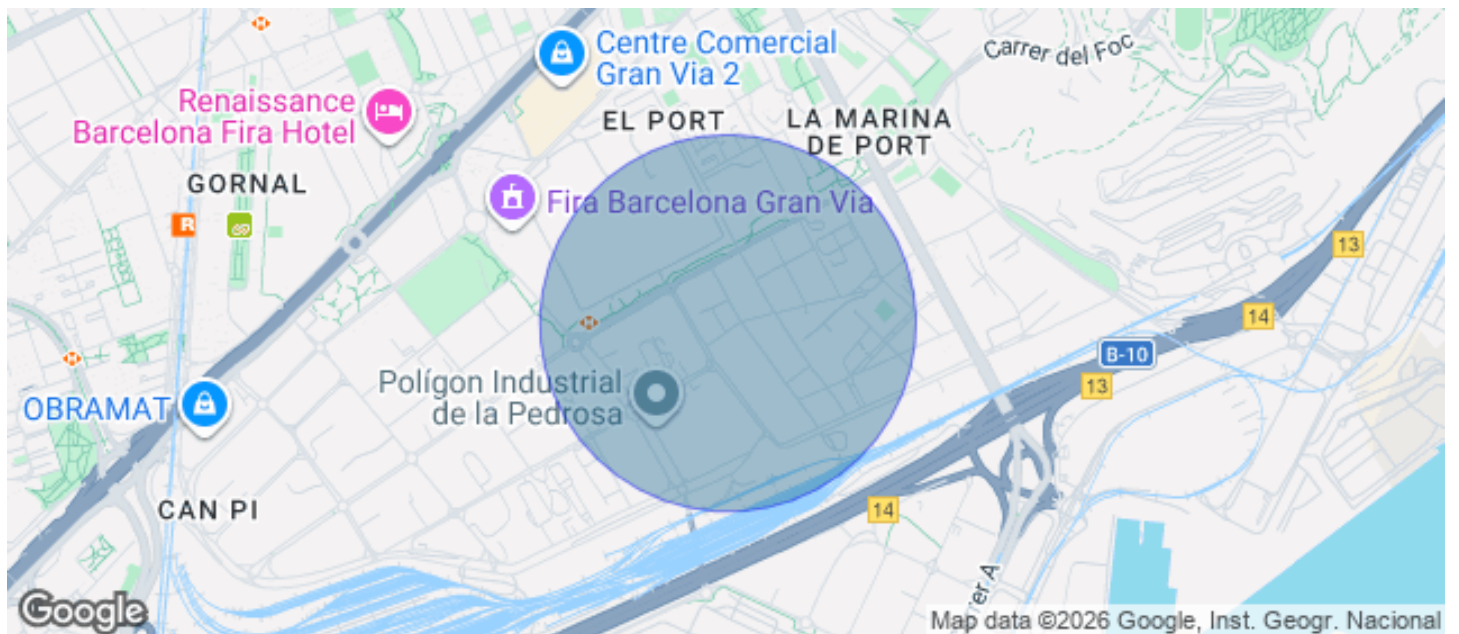 Centre Comercial
Gran Via 2
Carrer del Foc
Renaissance
Barcelona Fira Hotel
EL PORT
LA MARINA
DE PORT
GORNAL
R
Fira Barcelona Gran Via
13
14
B-10
13
Polígon Industrial
de la Pedrosa
OBRAMAT
CAN PI
14
er A
Google
Map data ©2026 Google, Inst. Geogr. Nacional